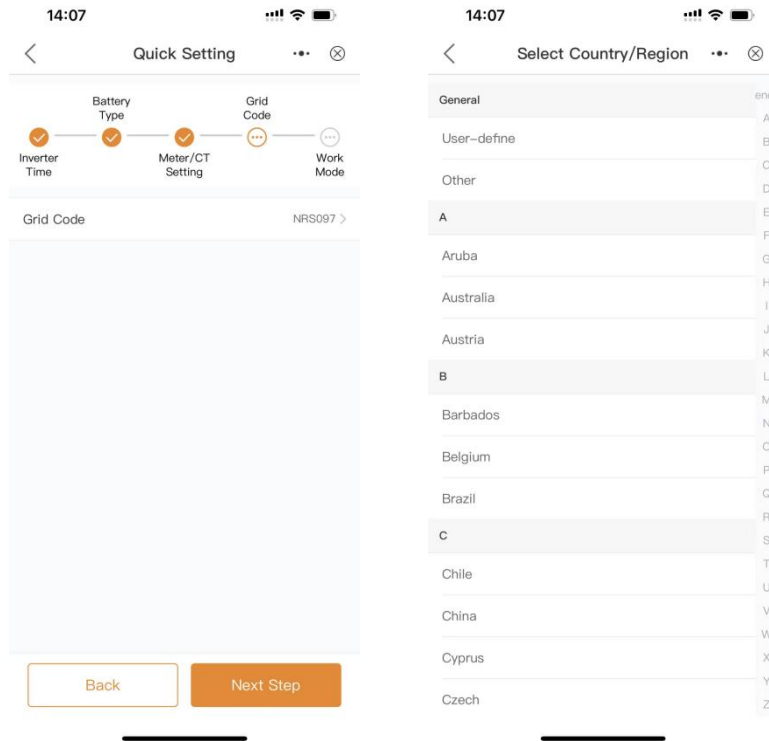 14:07
Quick Setting
Battery
Type
Grid
Code
Inverter
Time
Meter/CT
Setting
Work
Mode
Grid Code
NRS097
Back
Next Step
14:07
Select Country/Region
General
User-define
Other
A
Aruba
Australia
Austria
B
Barbados
Belgium
Brazil
C
Chile
China
Cyprus
Czech
A
B
C
D
E
F
G
H
I
J
K
L
M
N
O
P
Q
R
S
T
U
V
W
X
Y
Z